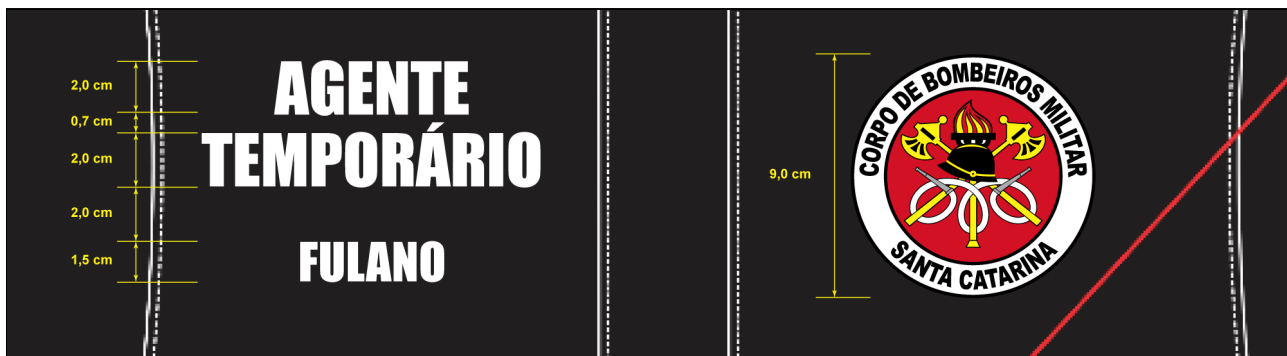 2,0 cm
0,7 cm
2,0 cm
2,0 cm
1,5 cm
AGENTE
TEMPORÁRIO
FULANO
9,0 cm
CORPO DE BOMBEIROS MILITAR
SANTA CATARINA